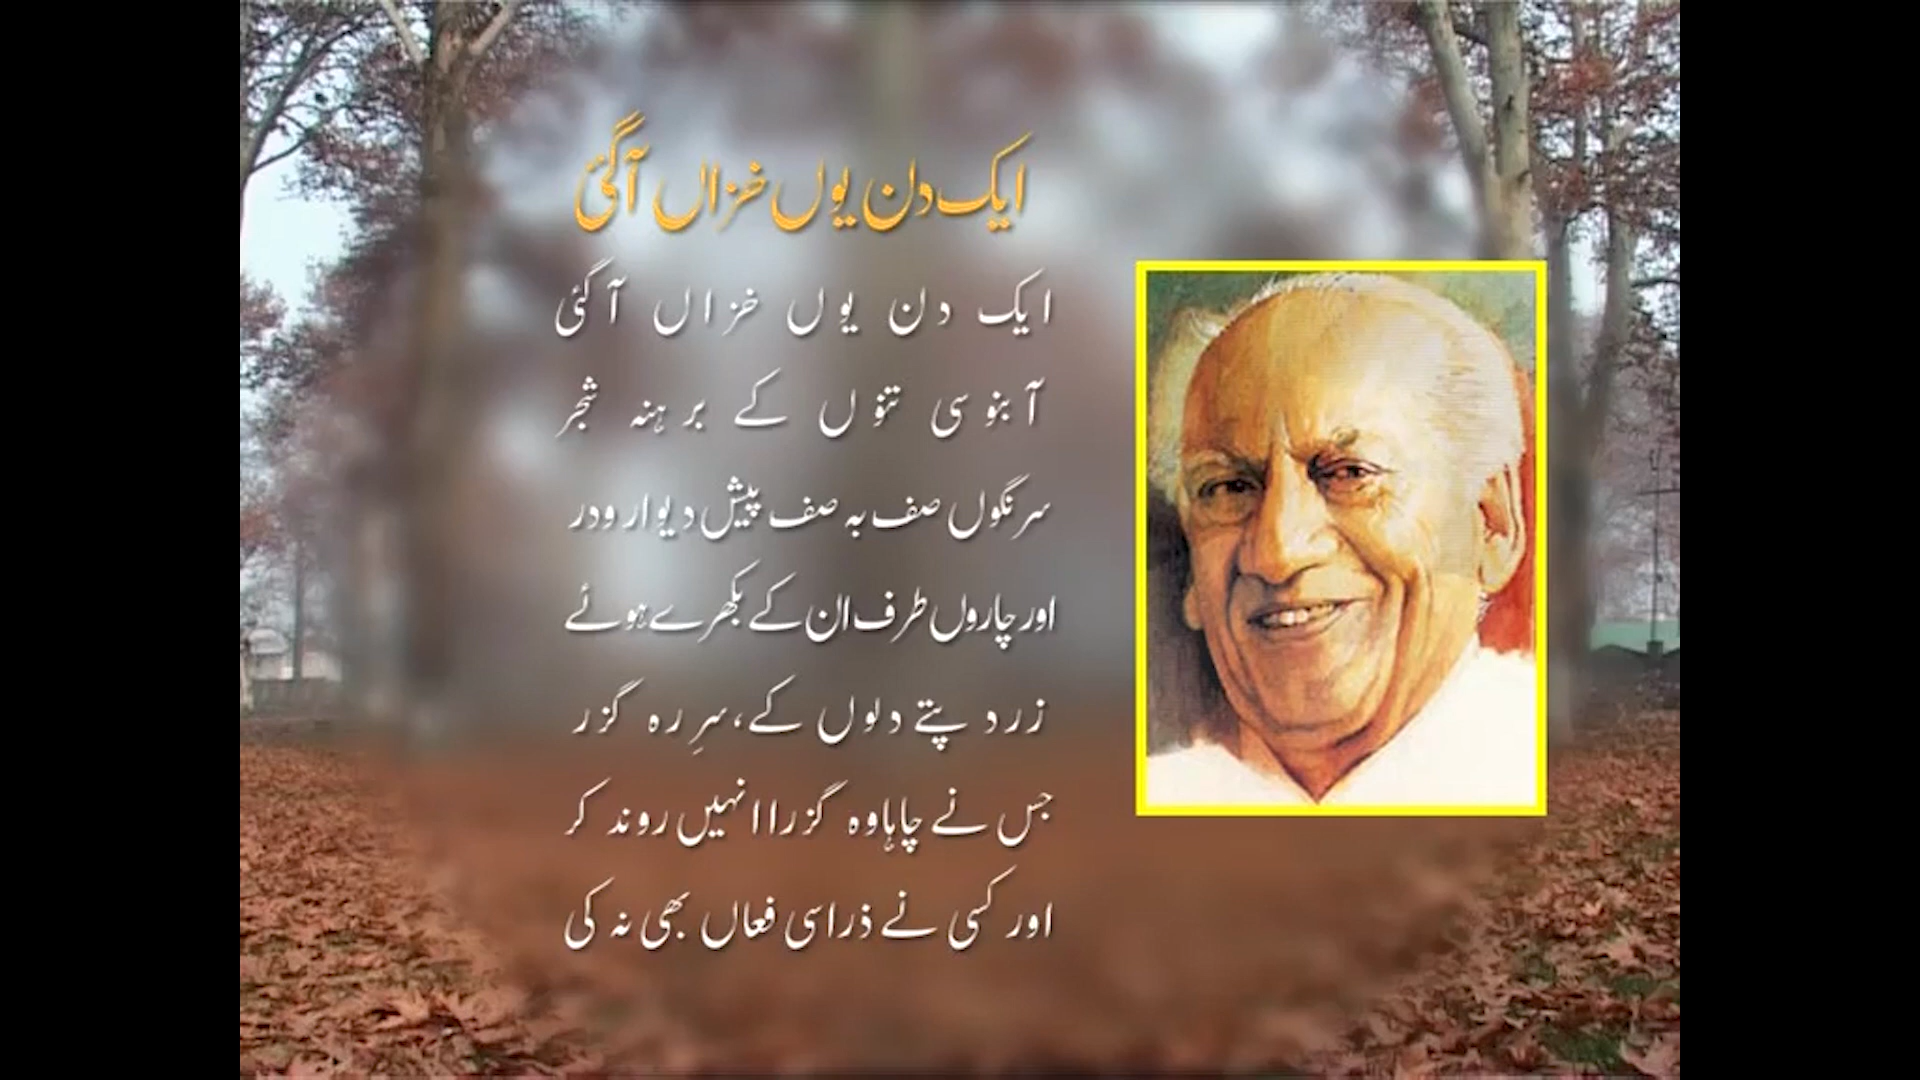 ایک دن یوں خزاں آگئی
ایک دن یوں خزاں آگئی
آبنوسی تنوں کے برہنہ شجر
سرنگوں صف بہ صف پیش دیوار ودر
اور چاروں طرف ان کے بکھرے ہوئے
زرد پتے دلوں کے، سرِ رہ گزر
جس نے چاہا وہ گزرا انہیں روند کر
اور کسی نے ذرا سی فغاں بھی نہ کی